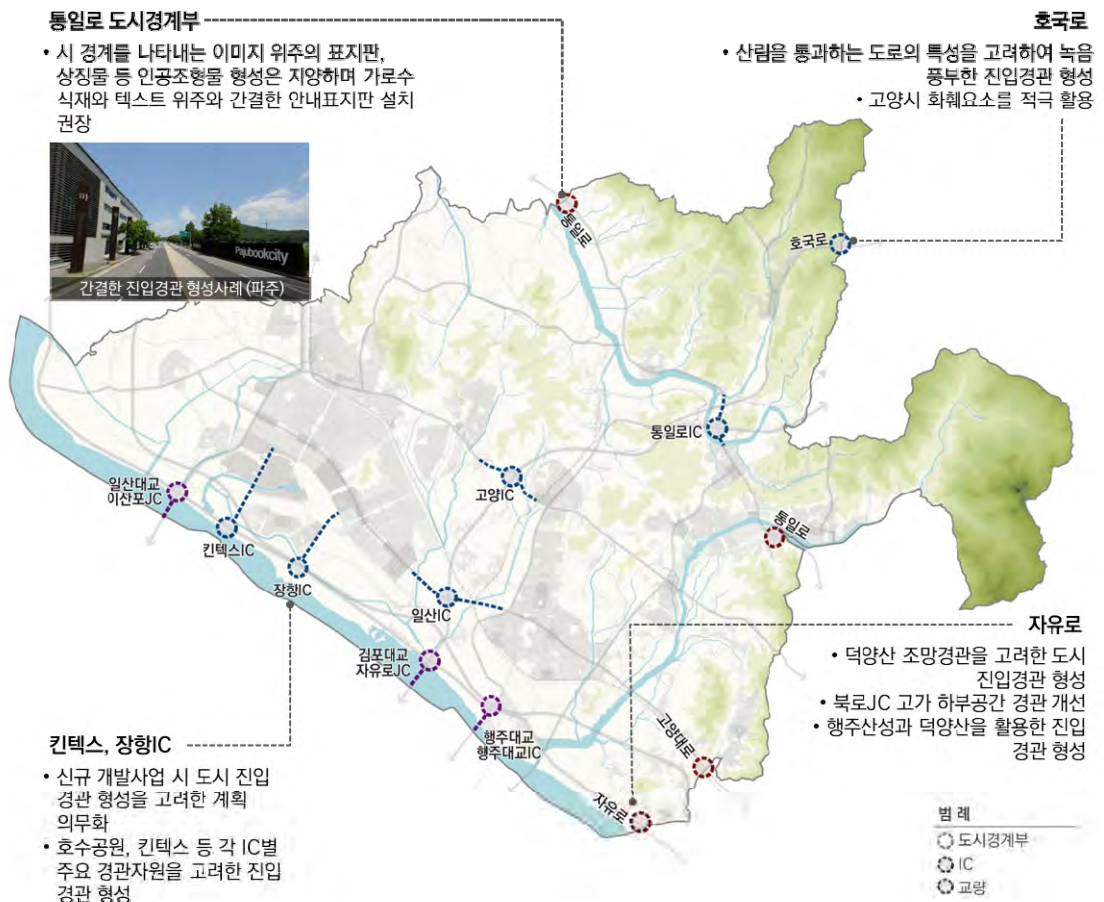 통일로 도시경계부
• 시 경계를 나타내는 이미지 위주의 표지판,
상징물 등 인공조형물 형성은 지양하며 가로수
식재와 텍스트 위주와 간결한 안내표지판 설치
권장
Pajubookcity
간결한 진입경관 형성사례 (파주)
호국로
• 산림을 통과하는 도로의 특성을 고려하여 녹음
풍부한 진입경관 형성
• 고양시 화훼요소를 적극 활용
통일로
호국로
통일로IC
고양IC
일산대교
이산포JC
킨텍스IC
장항IC
일산IC
통일로
김포대교
자유로JC
행주대교
행주대교IC
고양대로
자유로
자유로
• 덕양산 조망경관을 고려한 도시
진입경관 형성
• 북로JC 고가 하부공간 경관 개선
• 행주산성과 덕양산을 활용한 진입
경관 형성
킨텍스, 장항IC
• 신규 개발사업 시 도시 진입
경관 형성을 고려한 계획
의무화
• 호수공원, 킨텍스 등 각 IC별
주요 경관자원을 고려한 진입
경관 형성
범 례
도시경계부
IC
교량